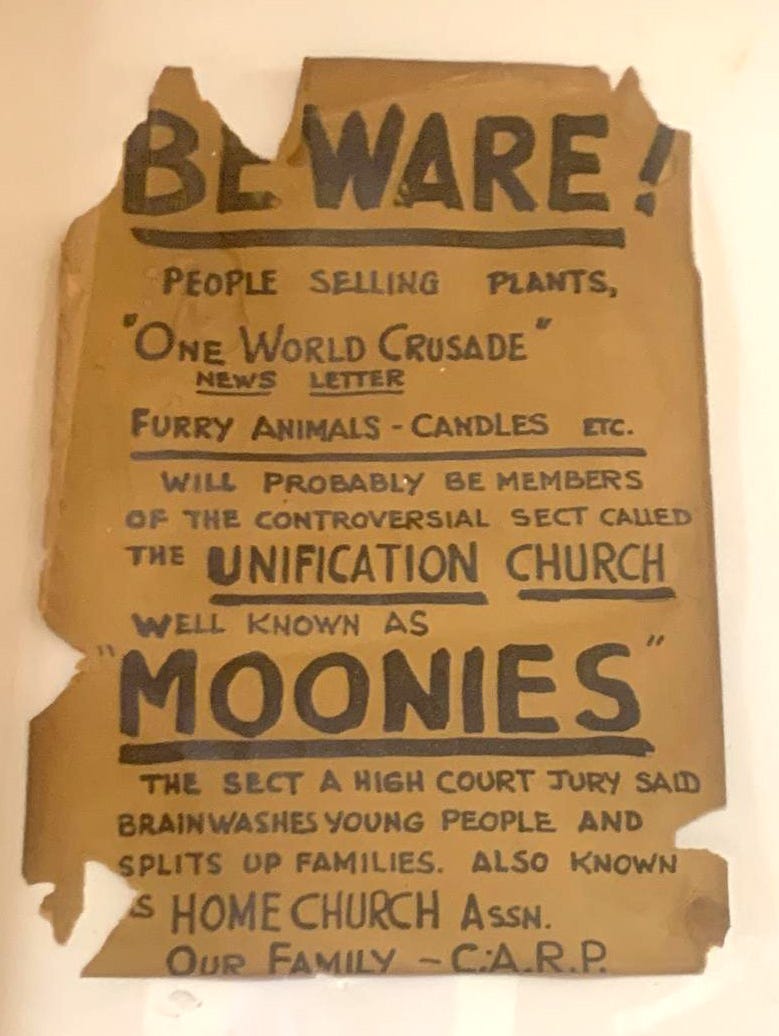 BEWARE!
PEOPLE SELLING PLANTS,
"ONE WORLD CRUSADE"
NEWS LETTER
FURRY ANIMALS - CANDLES ETC.
WILL PROBABLY BE MEMBERS
OF THE CONTROVERSIAL SECT CALLED
THE UNIFICATION CHURCH
WELL KNOWN AS
"MOONIES"
THE SECT A HIGH COURT JURY SAID
BRAINWASHES YOUNG PEOPLE AND
SPLITS UP FAMILIES. ALSO KNOWN
AS HOME CHURCH ASSN.
OUR FAMILY - C.A.R.P.